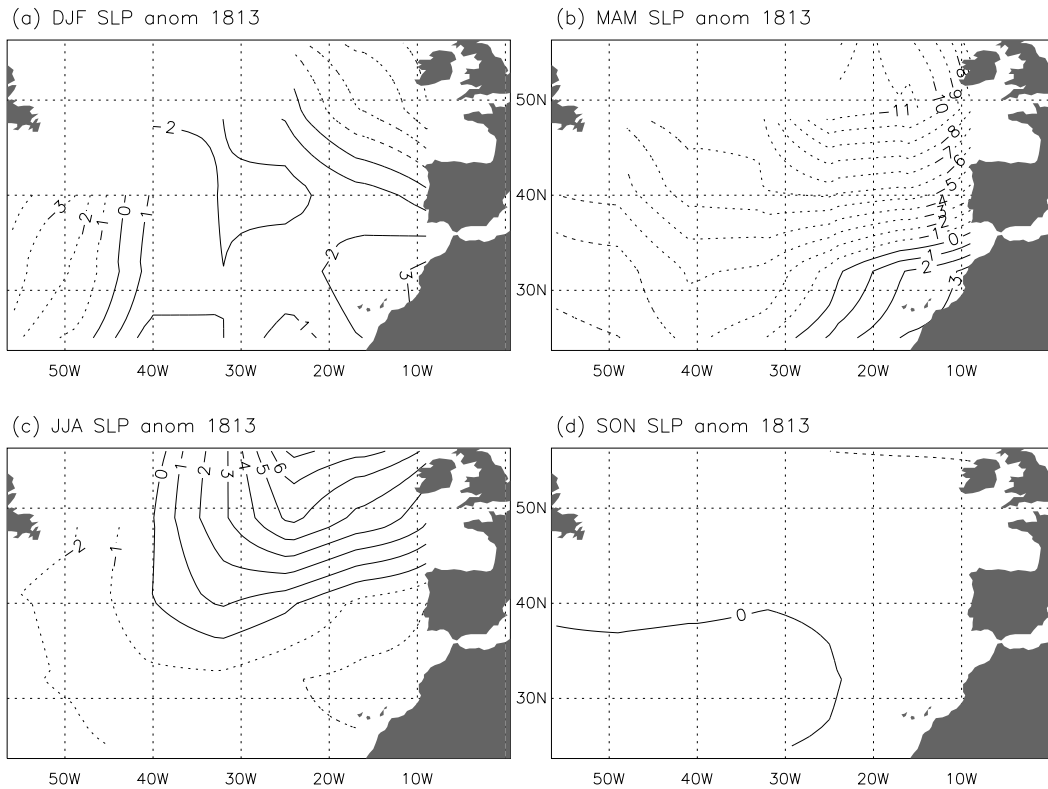 (a) DJF SLP anom 1813
(b) MAM SLP anom 1813
-2
-3
-2
-1
0
1
2
3
1
50W 40W 30W 20W 10W
50N
40N
30N
-11
-10
-9
-8
-8
-7
-6
-5
-4
-3
-2
-1
0
1
2
3
50W 40W 30W 20W 10W
(c) JJA SLP anom 1813
(d) SON SLP anom 1813
0 1 2 3 4 5 6
-2
-1
50W 40W 30W 20W 10W
50N
40N
30N
0
50W 40W 30W 20W 10W